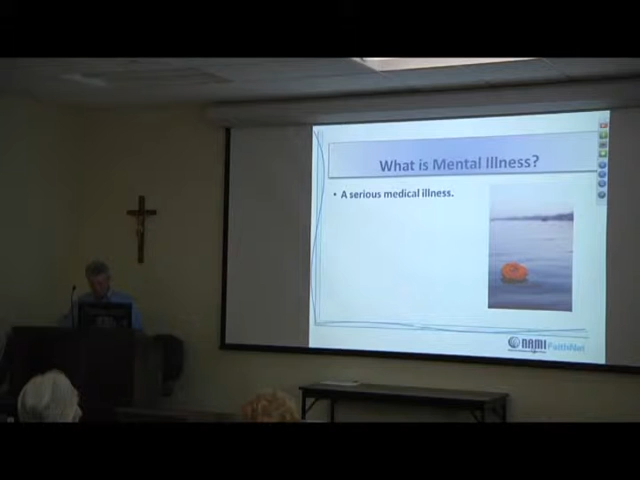 What is Mental Illness?
• A serious medical illness.
NAMI FaithNet